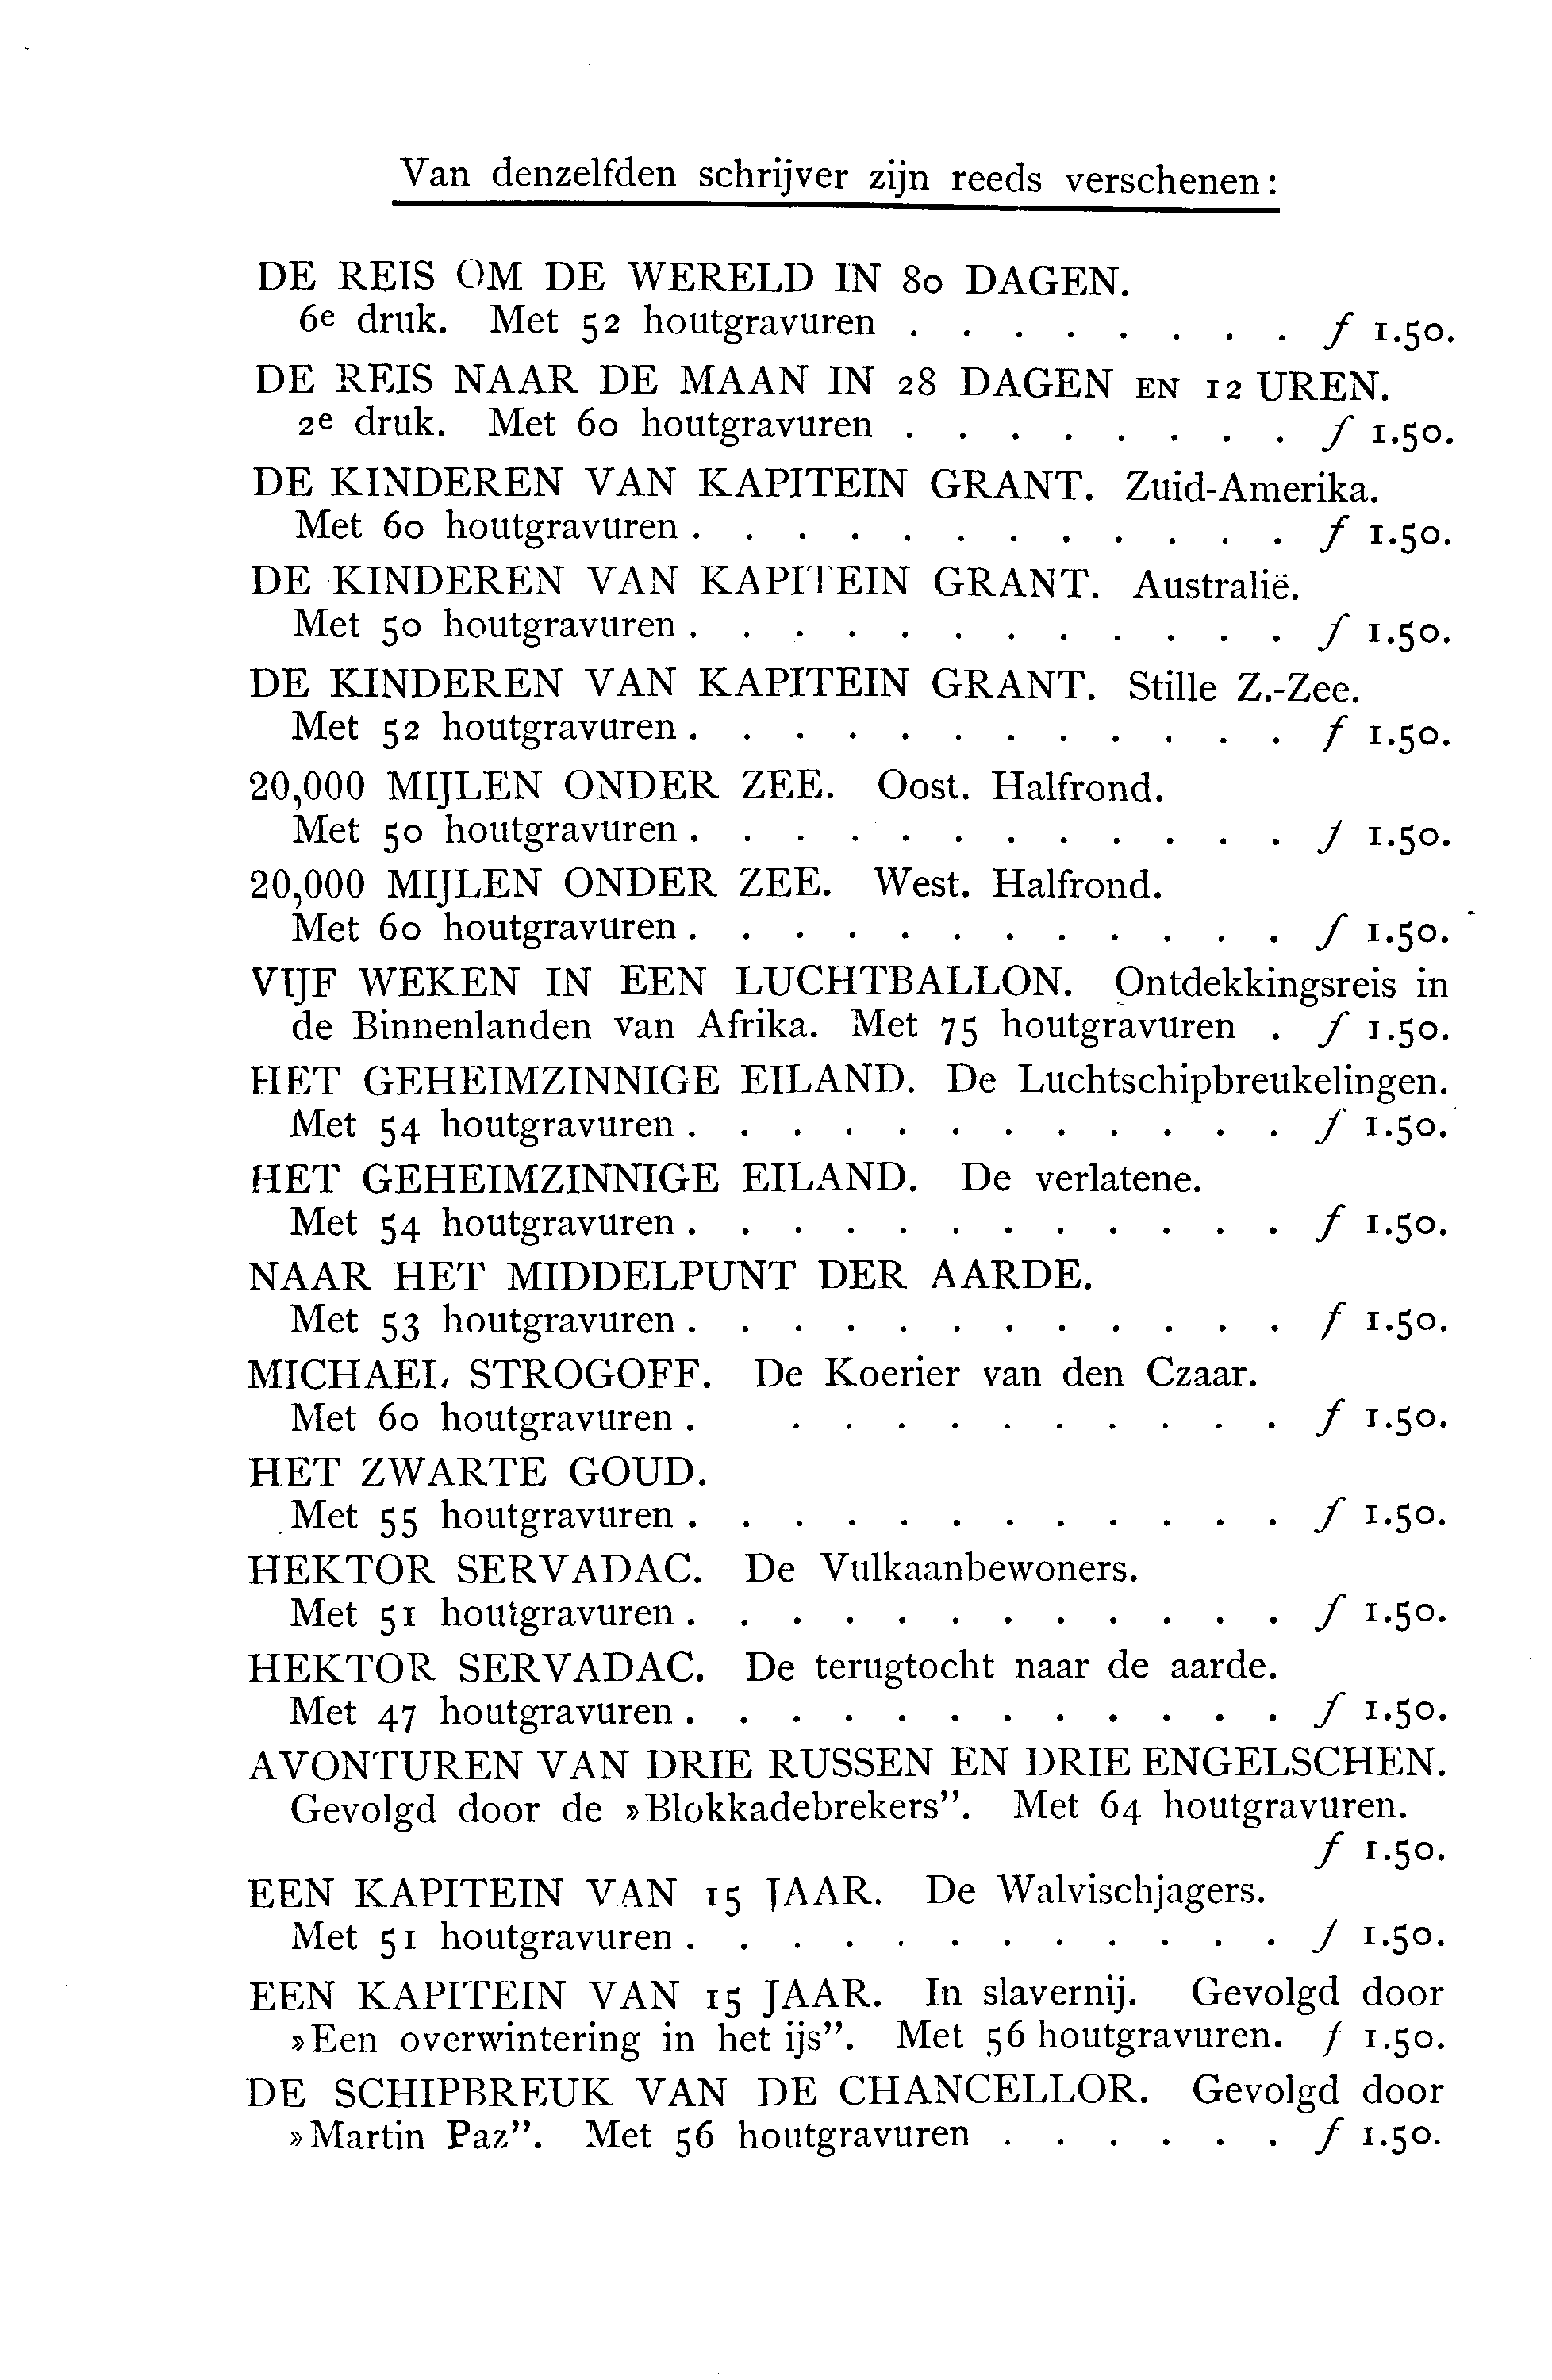 Van denzelfden schrijver zijn reeds verschenen:
DE REIS OM DE WERELD IN 80 DAGEN.
6e druk. Met 52 houtgravuren . . . . . . . . f 1.50.
DE REIS NAAR DE MAAN IN 28 DAGEN EN 12 UREN.
2e druk. Met 60 houtgravuren . . . . . . . . f 1.50.
DE KINDEREN VAN KAPITEIN GRANT. Zuid-Amerika.
Met 60 houtgravuren . . . . . . . . . . . . f 1.50.
DE KINDEREN VAN KAPITEIN GRANT. Australië.
Met 50 houtgravuren . . . . . . . . . . . . f 1.50.
DE KINDEREN VAN KAPITEIN GRANT. Stille Z.-Zee.
Met 52 houtgravuren . . . . . . . . . . . . f 1.50.
20,000 MIJLEN ONDER ZEE. Oost. Halfrond.
Met 50 houtgravuren . . . . . . . . . . . . f 1.50.
20,000 MIJLEN ONDER ZEE. West. Halfrond.
Met 60 houtgravuren . . . . . . . . . . . . f 1.50.
VIJF WEKEN IN EEN LUCHTBALLON. Ontdekkingsreis in
de Binnenlanden van Afrika. Met 75 houtgravuren . f 1.50.
HET GEHEIMZINNIGE EILAND. De Luchtschipbreukelingen.
Met 54 houtgravuren . . . . . . . . . . . . f 1.50.
HET GEHEIMZINNIGE EILAND. De verlatene.
Met 54 houtgravuren . . . . . . . . . . . . f 1.50.
NAAR HET MIDDELPUNT DER AARDE.
Met 53 houtgravuren . . . . . . . . . . . . f 1.50.
MICHAEL STROGOFF. De Koerier van den Czaar.
Met 60 houtgravuren . . . . . . . . . . . f 1.50.
HET ZWARTE GOUD.
Met 55 houtgravuren . . . . . . . . . . . . f 1.50.
HEKTOR SERVADAC. De Vulkaanbewoners.
Met 51 houtgravuren . . . . . . . . . . . . f 1.50.
HEKTOR SERVADAC. De terugtocht naar de aarde.
Met 47 houtgravuren . . . . . . . . . . . . f 1.50.
AVONTUREN VAN DRIE RUSSEN EN DRIE ENGELSCHEN.
Gevolgd door de »Blokkadebrekers”. Met 64 houtgravuren.
f 1.50.
EEN KAPITEIN VAN 15 JAAR. De Walvischjagers.
Met 51 houtgravuren . . . . . . . . . . . . f 1.50.
EEN KAPITEIN VAN 15 JAAR. In slavernij. Gevolgd door
»Een overwintering in het ijs”. Met 56 houtgravuren. f 1.50.
DE SCHIPBREUK VAN DE CHANCELLOR. Gevolgd door
»Martin Paz”. Met 56 houtgravuren . . . . . . f 1.50.